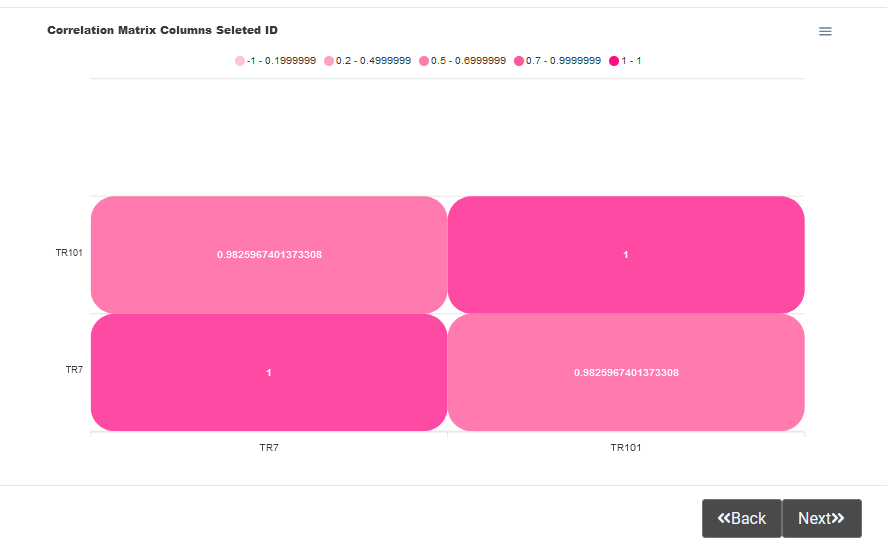 Correlation Matrix Columns Seleted ID
-1 - 0.1999999 0.2 - 0.4999999 0.5 - 0.6999999 0.7 - 0.9999999 1 - 1
TR101 0.9825967401373308 1
TR7 1 0.9825967401373308
TR7 TR101
Back Next